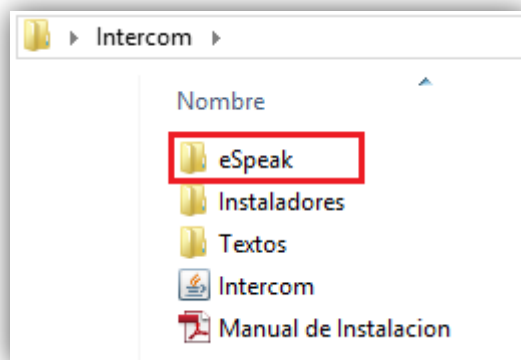 Intercom
Nombre
eSpeak
Instaladores
Textos
Intercom
Manual de Instalacion